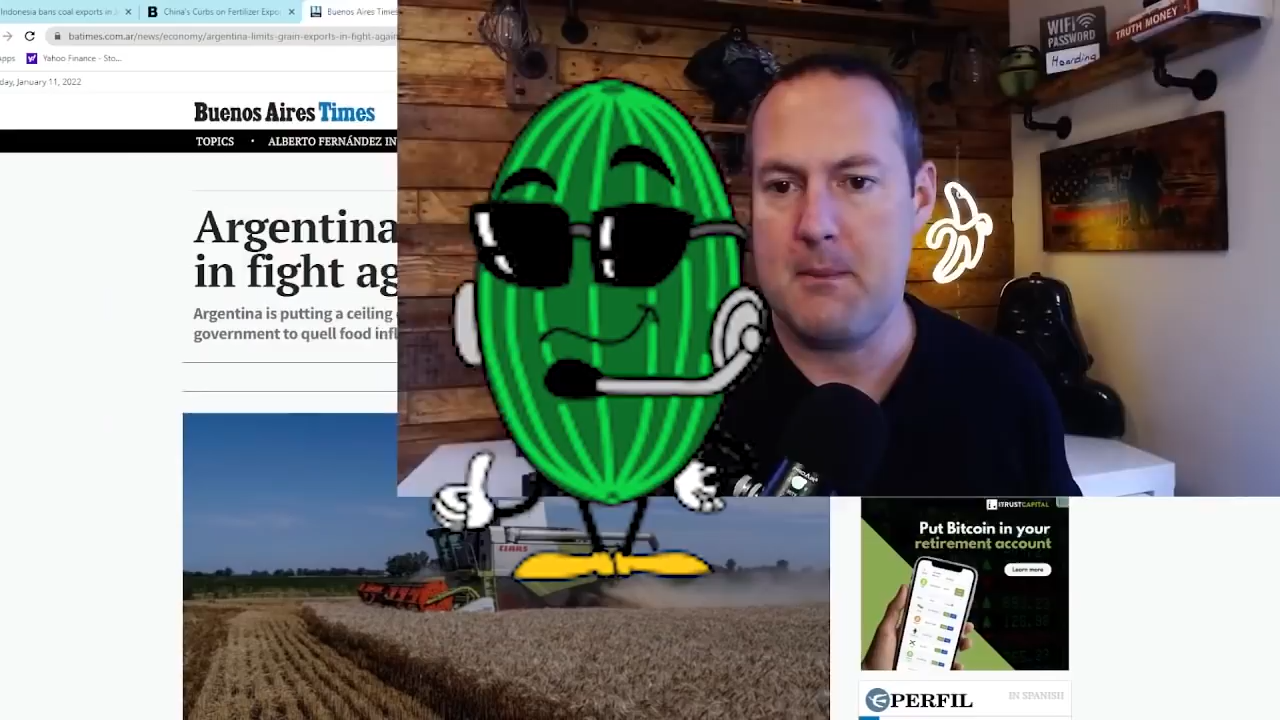 Indonesia bans coal exports in J
China's Curbs on Fertilizer Expo
Buenos Aires Times
batimes.com.ar/news/economy/argentina-limits-grain-exports-in-fight-again
Apps
Yahoo Finance - Sto...
day, January 11, 2022
Buenos Aires Times
TOPICS • ALBERTO FERNÁNDEZ IN
Argentina
in fight ag
Argentina is putting a ceiling
government to quell food infl
WIFI
PASSWORD
Hoarding
TRUTH MONEY
CLAAS
ITRUSTCAPITAL
Put Bitcoin in your
retirement account
Learn more
PERFIL
IN SPANISH